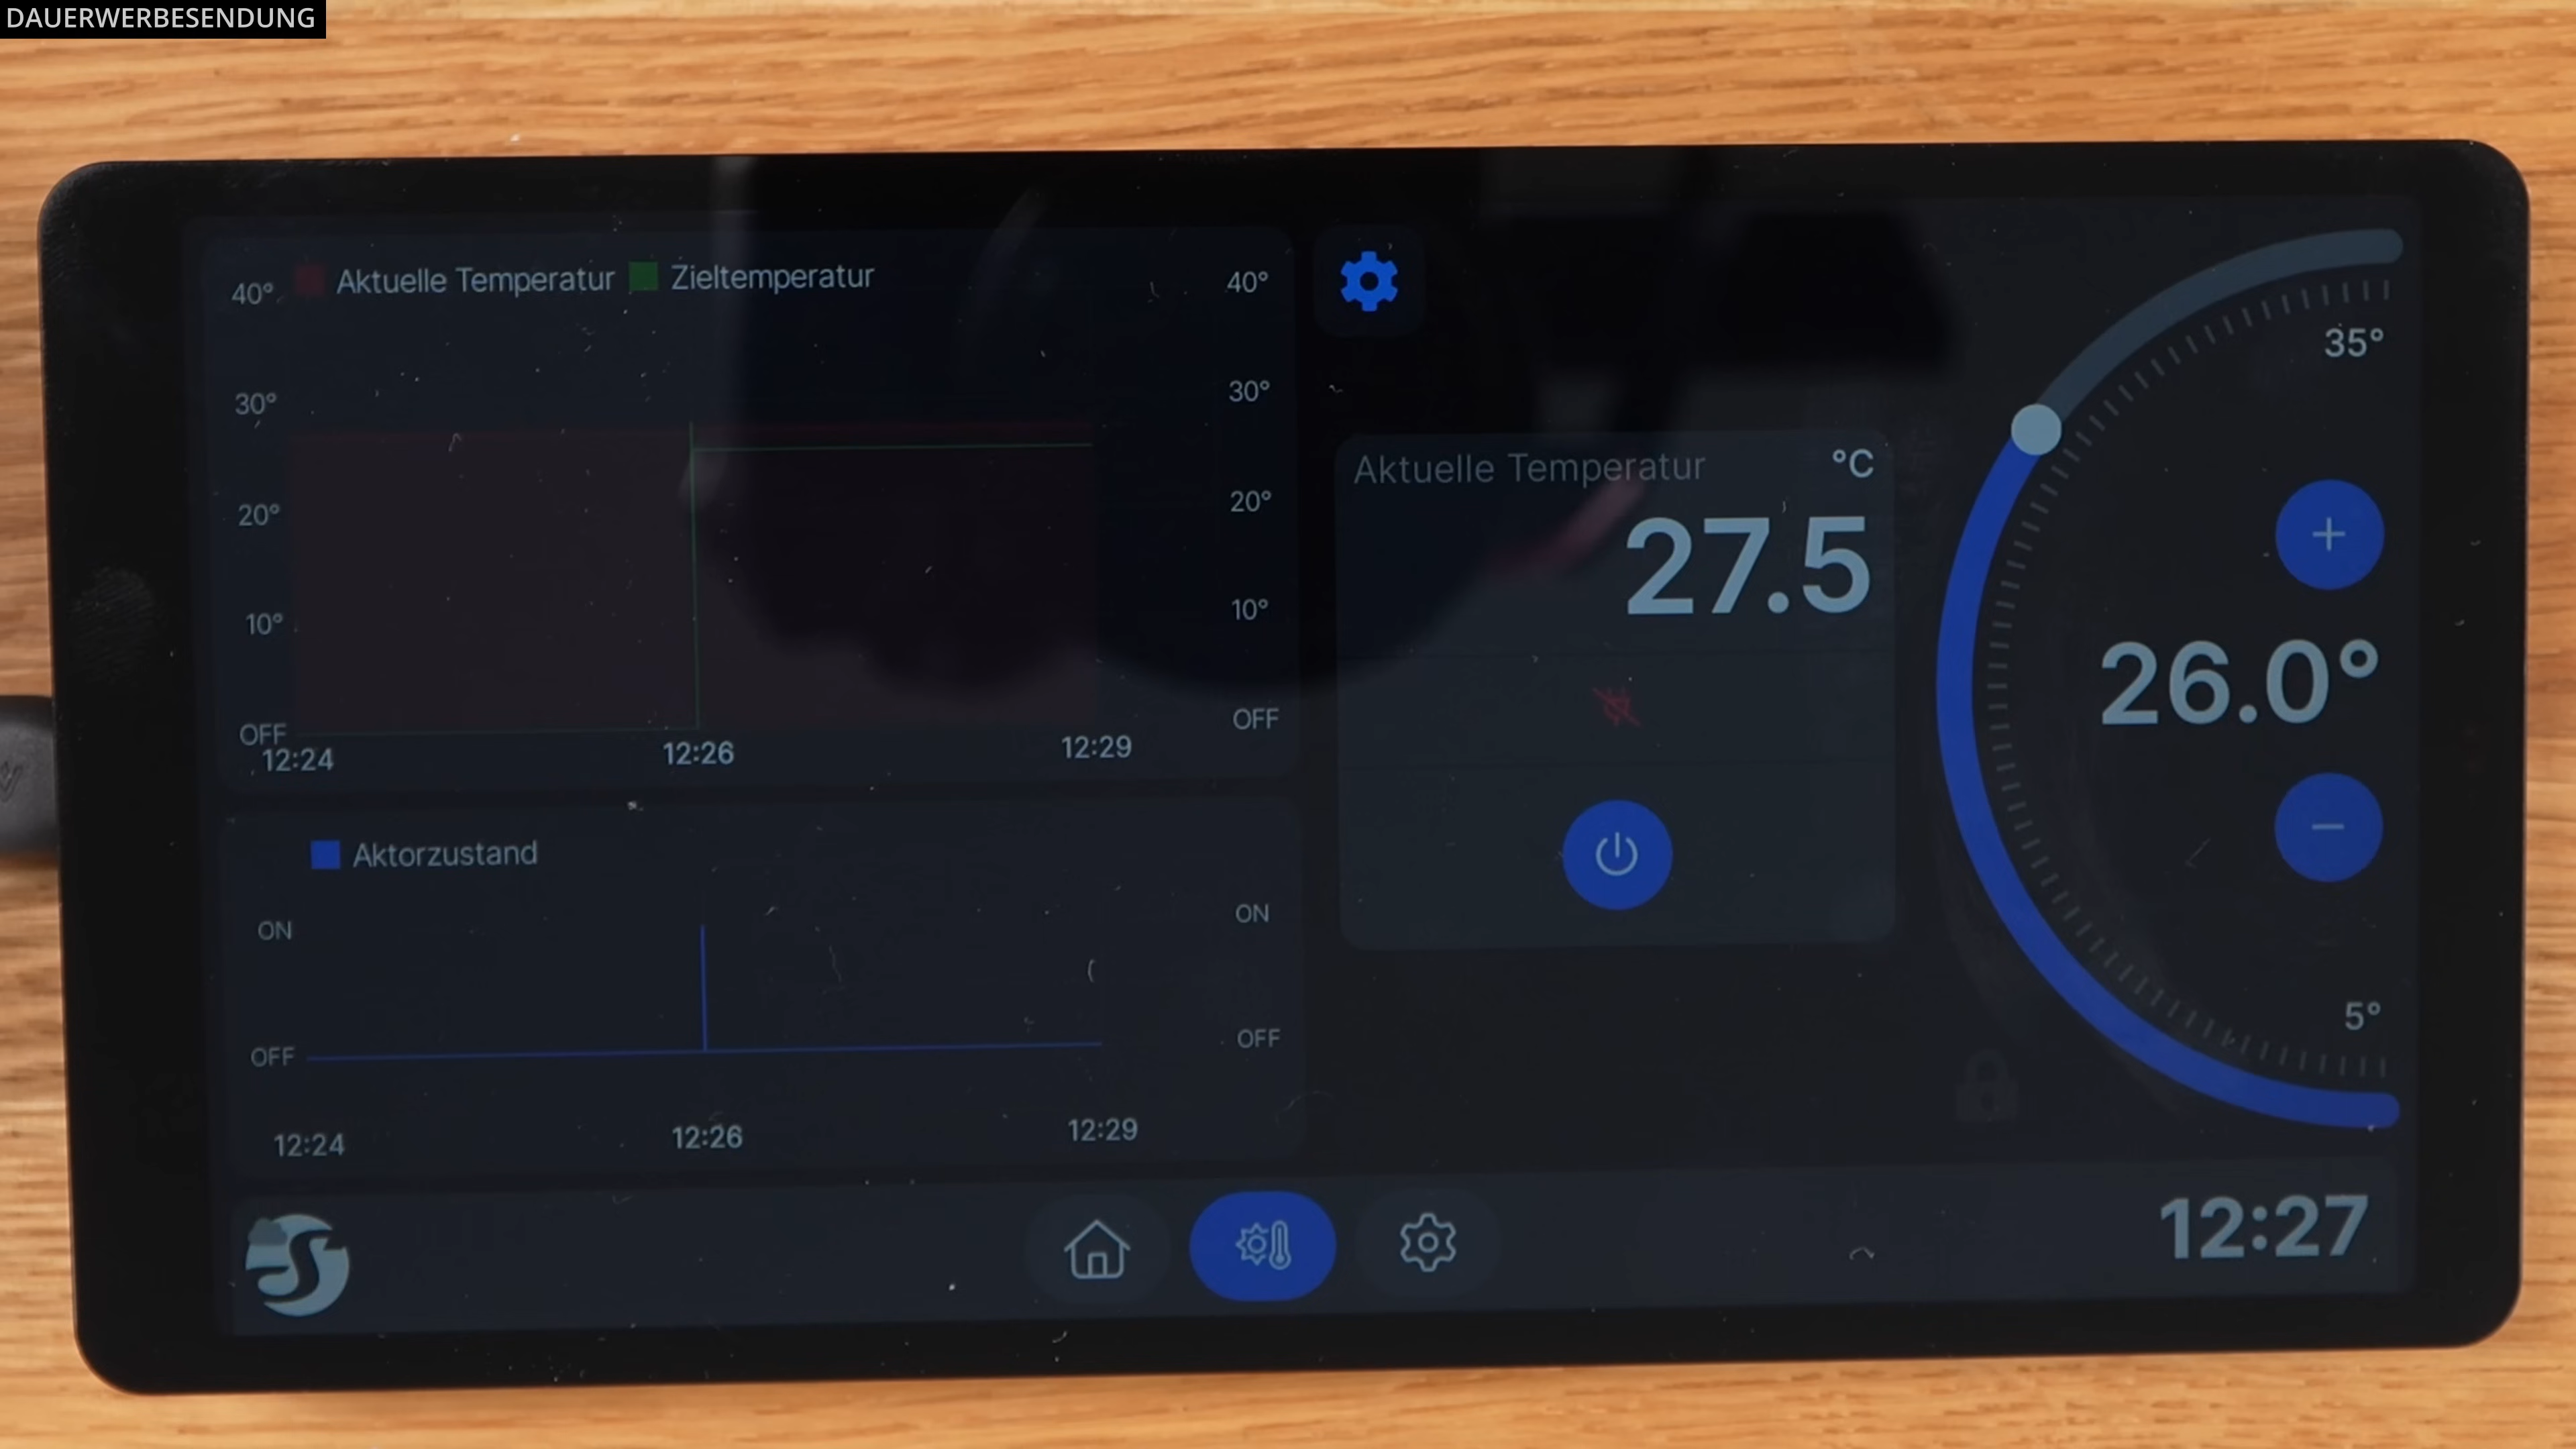 DAUERWERBESENDUNG
40° Aktuelle Temperatur Zieltemperatur 40°
30° 30°
20° 20°
10° 10°
OFF OFF
12:24 12:26 12:29
Aktorzustand
ON ON
OFF OFF
12:24 12:26 12:29
Aktuelle Temperatur °C
27.5
35°
+
26.0°
−
5°
12:27